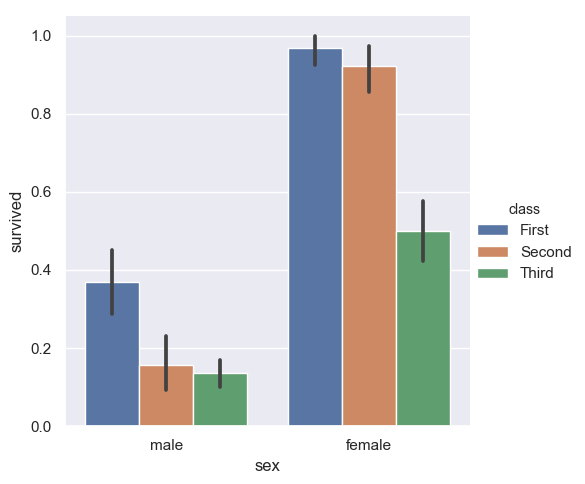 1.0
0.8
0.6
0.4
0.2
0.0
survived
male
female
sex
class
First
Second
Third